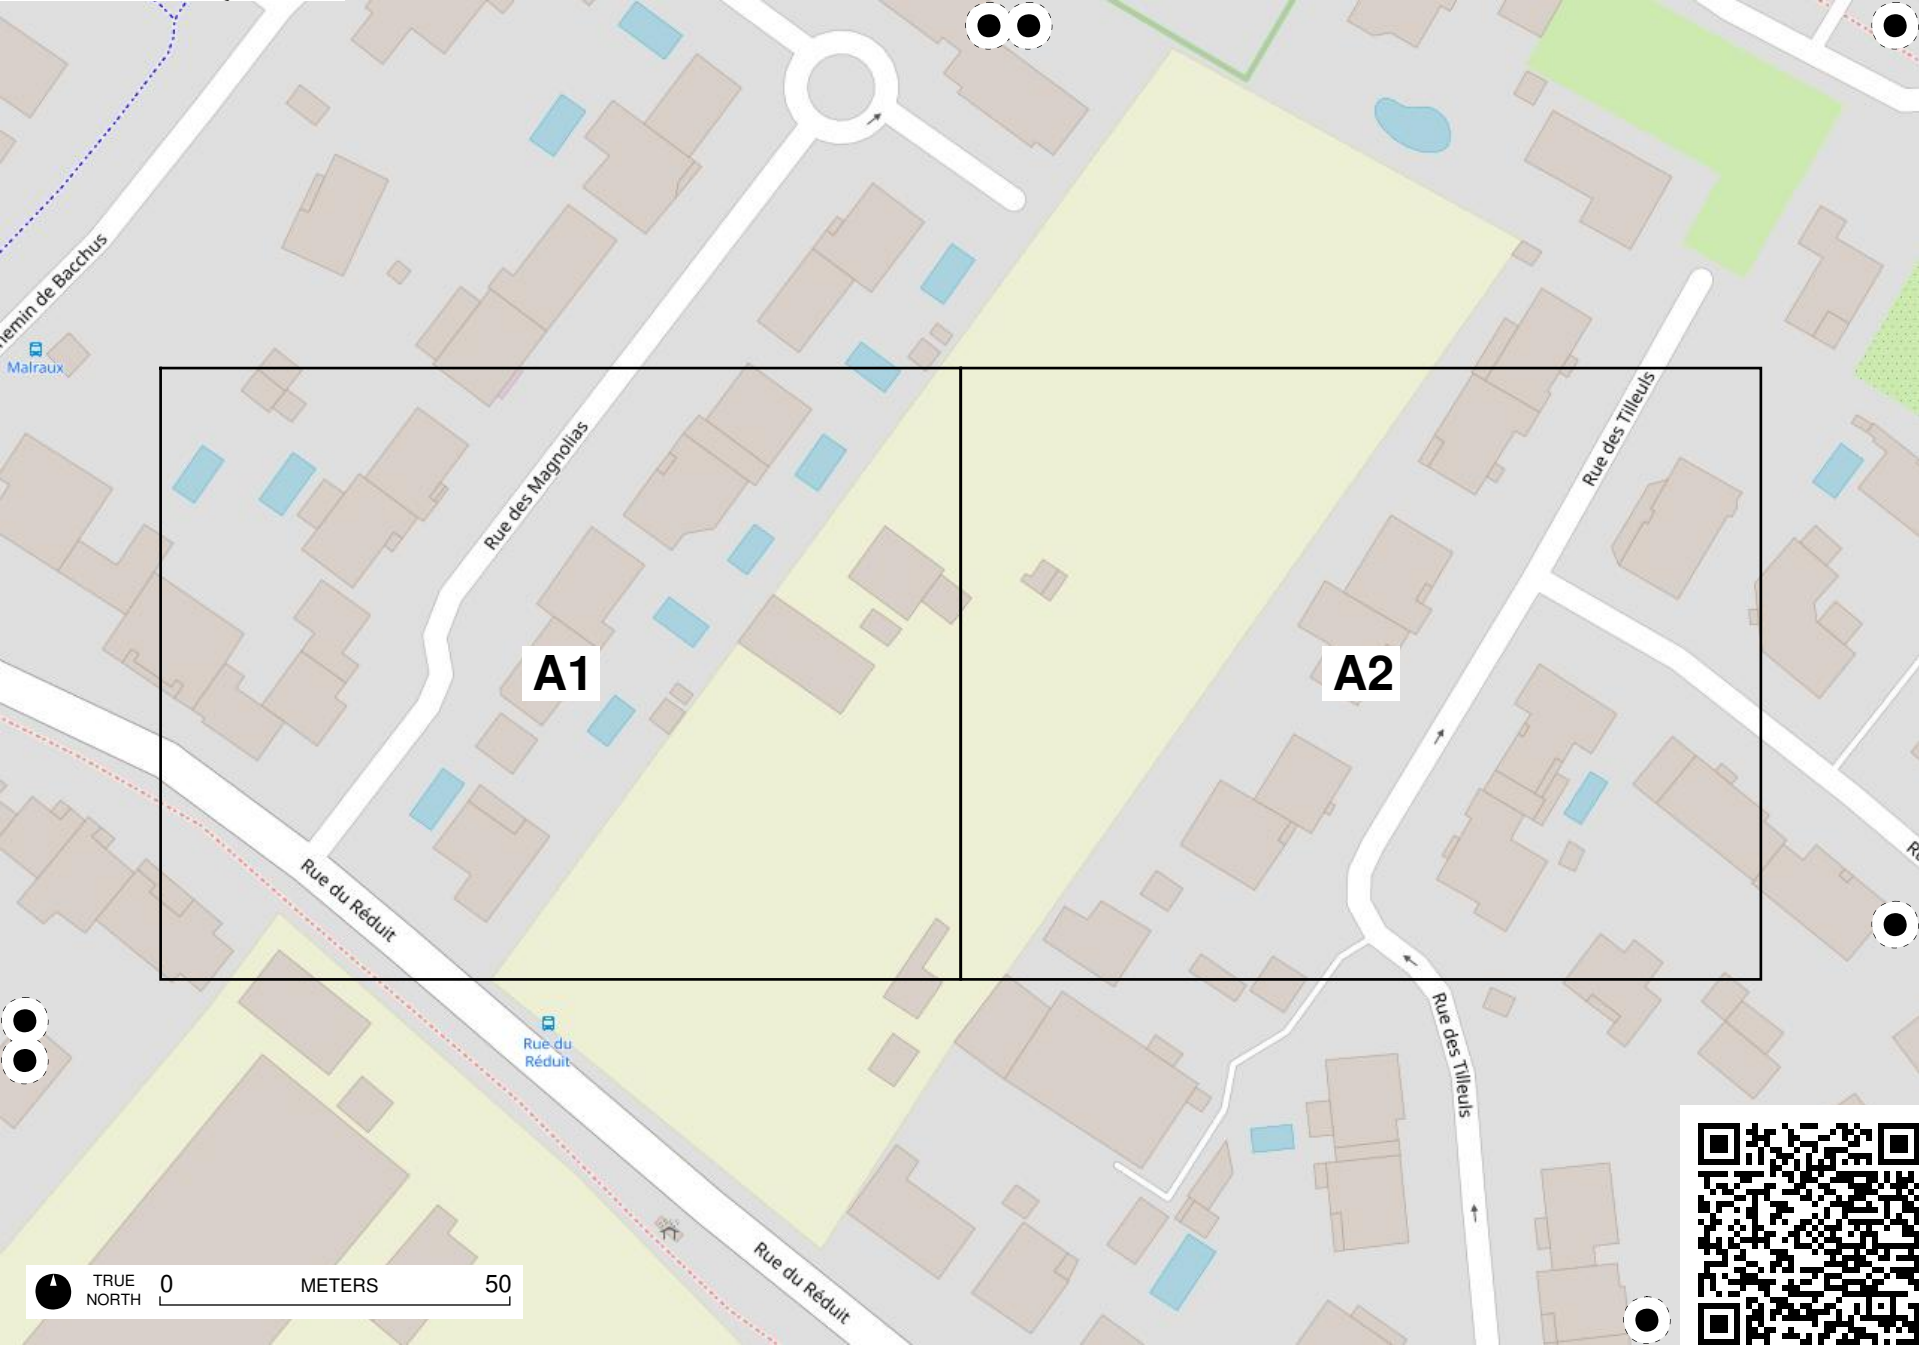 hemin de Bacchus
Malraux
Rue des Magnolias
Rue des Tilleuls
A1
A2
Rue du Réduit
Rue du
Réduit
Rue des Tilleuls
Rue du Réduit
TRUE
NORTH
0 METERS 50